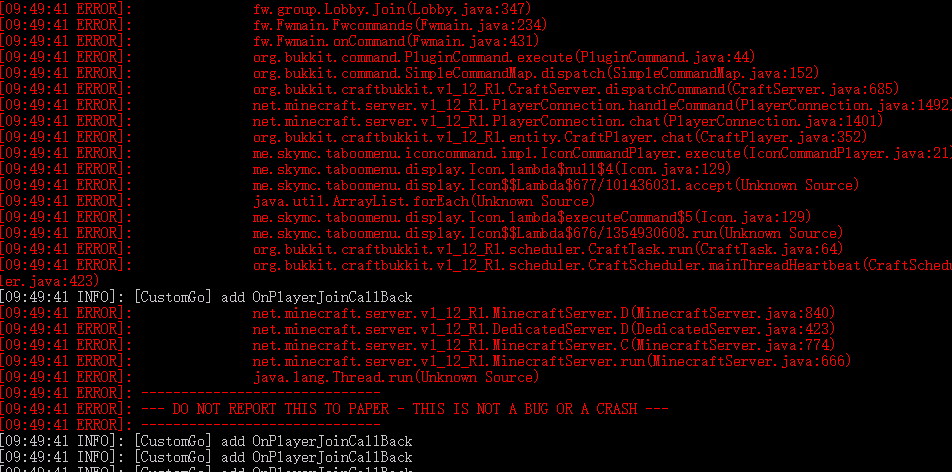 [09:49:41 ERROR]: fw.group.Lobby.Join(Lobby.java:347)
[09:49:41 ERROR]: fw.Fwmain.Fwcommands(Fwmain.java:234)
[09:49:41 ERROR]: fw.Fwmain.onCommand(Fwmain.java:431)
[09:49:41 ERROR]: org.bukkit.command.PluginCommand.execute(PluginCommand.java:44)
[09:49:41 ERROR]: org.bukkit.command.SimpleCommandMap.dispatch(SimpleCommandMap.java:152)
[09:49:41 ERROR]: org.bukkit.craftbukkit.v1_12_R1.CraftServer.dispatchCommand(CraftServer.java:685)
[09:49:41 ERROR]: net.minecraft.server.v1_12_R1.PlayerConnection.handleCommand(PlayerConnection.java:1492)
[09:49:41 ERROR]: net.minecraft.server.v1_12_R1.PlayerConnection.chat(PlayerConnection.java:1401)
[09:49:41 ERROR]: org.bukkit.craftbukkit.v1_12_R1.entity.CraftPlayer.chat(CraftPlayer.java:352)
[09:49:41 ERROR]: me.skymc.taboomenu.iconcommand.impl.IconCommandPlayer.execute(IconCommandPlayer.java:21)
[09:49:41 ERROR]: me.skymc.taboomenu.display.Icon.lambda$null$4(Icon.java:129)
[09:49:41 ERROR]: me.skymc.taboomenu.display.Icon$$Lambda$677/101436031.accept(Unknown Source)
[09:49:41 ERROR]: java.util.ArrayList.forEach(Unknown Source)
[09:49:41 ERROR]: me.skymc.taboomenu.display.Icon.lambda$executeCommand$5(Icon.java:129)
[09:49:41 ERROR]: me.skymc.taboomenu.display.Icon$$Lambda$676/1354930608.run(Unknown Source)
[09:49:41 ERROR]: org.bukkit.craftbukkit.v1_12_R1.scheduler.CraftTask.run(CraftTask.java:64)
[09:49:41 ERROR]: org.bukkit.craftbukkit.v1_12_R1.scheduler.CraftScheduler.mainThreadHeartbeat(CraftSchedu
ler.java:423)
[09:49:41 INFO]: [CustomGo] add OnPlayerJoinCallBack
[09:49:41 ERROR]: net.minecraft.server.v1_12_R1.MinecraftServer.D(MinecraftServer.java:840)
[09:49:41 ERROR]: net.minecraft.server.v1_12_R1.DedicatedServer.D(DedicatedServer.java:423)
[09:49:41 ERROR]: net.minecraft.server.v1_12_R1.MinecraftServer.C(MinecraftServer.java:774)
[09:49:41 ERROR]: net.minecraft.server.v1_12_R1.MinecraftServer.run(MinecraftServer.java:666)
[09:49:41 ERROR]: java.lang.Thread.run(Unknown Source)
[09:49:41 ERROR]: ------------------------------
[09:49:41 ERROR]: --- DO NOT REPORT THIS TO PAPER - THIS IS NOT A BUG OR A CRASH ---
[09:49:41 ERROR]: ------------------------------
[09:49:41 INFO]: [CustomGo] add OnPlayerJoinCallBack
[09:49:41 INFO]: [CustomGo] add OnPlayerJoinCallBack
[09:49:41 INFO]: [CustomGo] add OnPlayerJoinCallBack